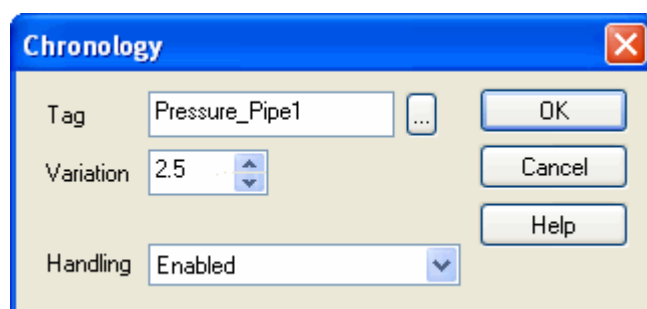 Chronology
Tag Pressure_Pipe1 ... OK
Variation 2.5 Cancel
Help
Handling Enabled